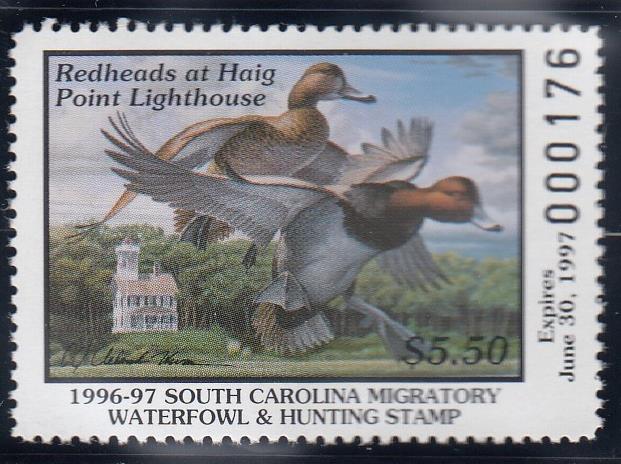 Redheads at Haig
Point Lighthouse
$5.50
1996-97 SOUTH CAROLINA MIGRATORY
WATERFOWL & HUNTING STAMP
Expires
June 30, 1997
000176